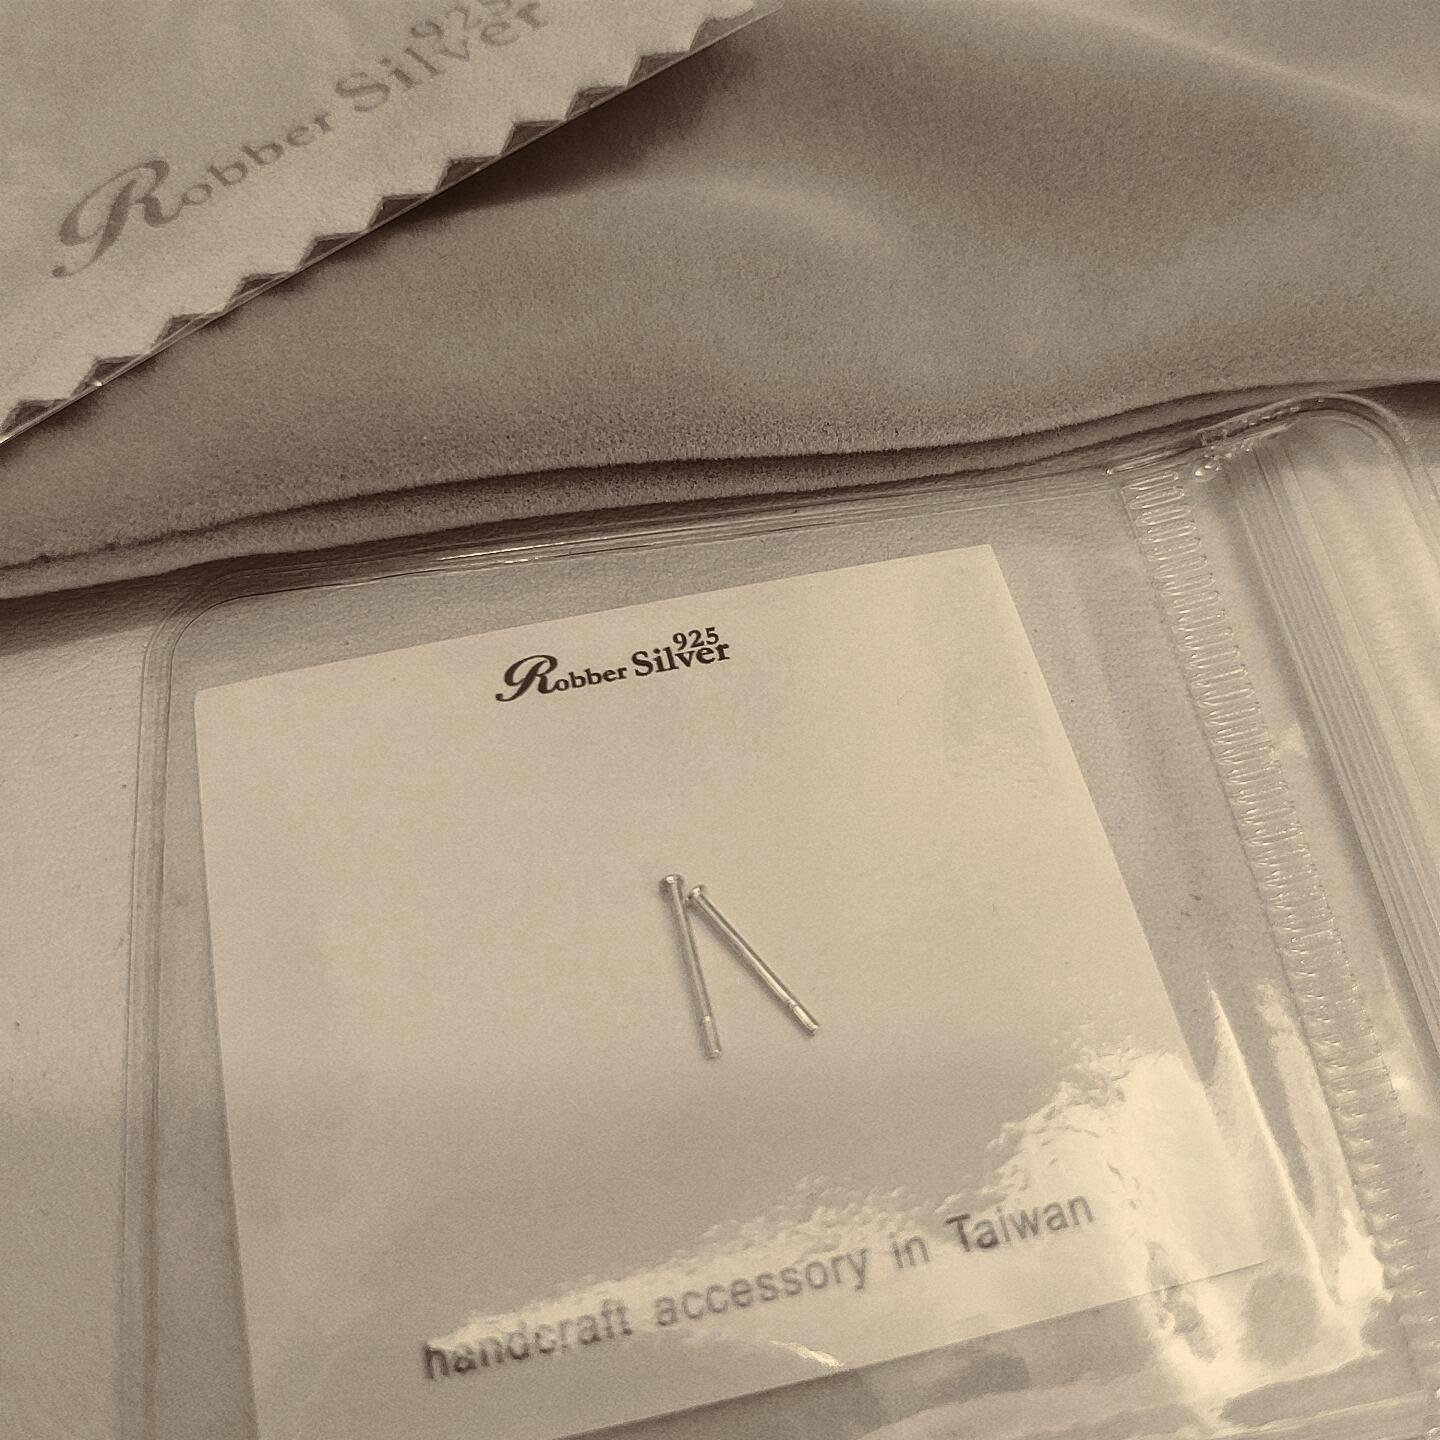 Robber Silver 925
Robber Silver 925
handcraft accessory in Taiwan